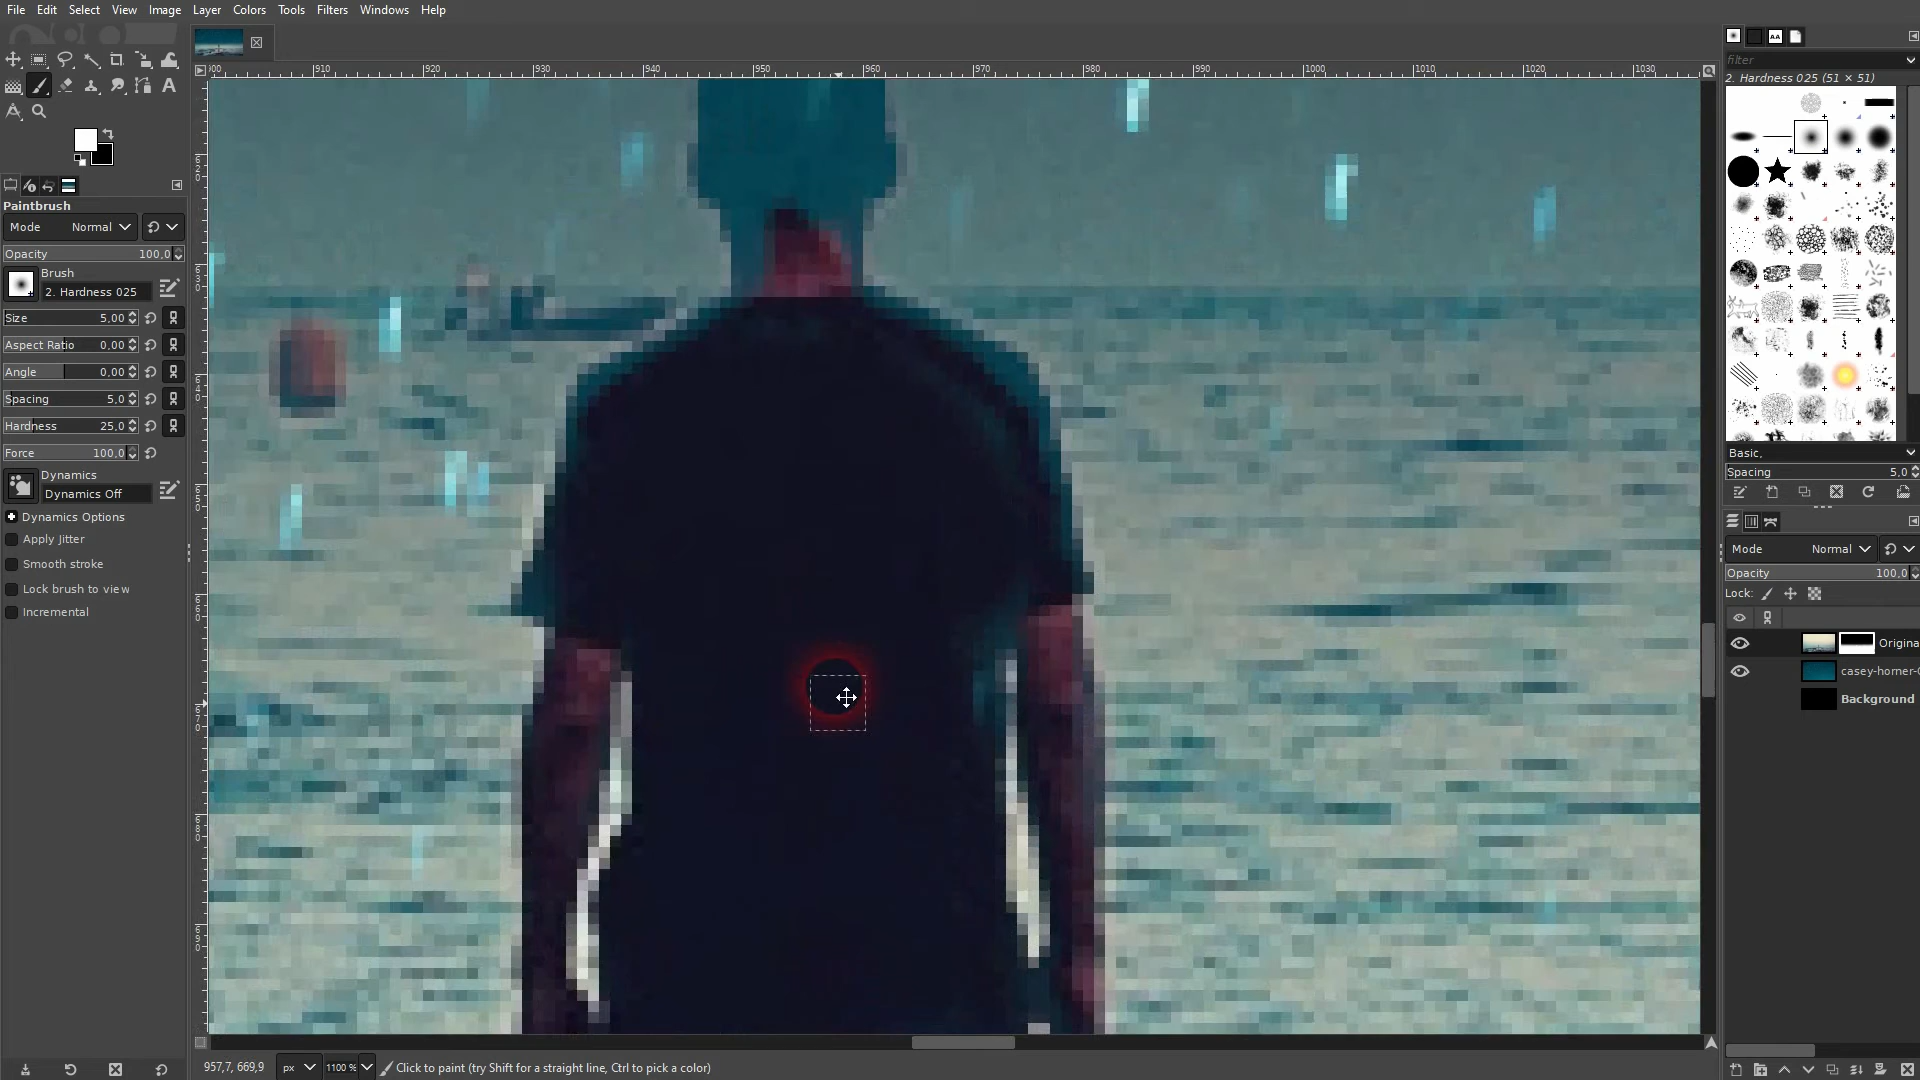 File Edit Select View Image Layer Colors Tools Filters Windows Help
900 910 920 930 940 950 960 970 980 990 1000 1010 1020 1030
Paintbrush
Mode Normal
Opacity 100,0
Brush
2. Hardness 025
Size 5,00
Aspect Ratio 0,00
Angle 0,00
Spacing 5,0
Hardness 25,0
Force 100,0
Dynamics
Dynamics Off
Dynamics Options
Apply Jitter
Smooth stroke
Lock brush to view
Incremental
filter
2. Hardness 025 (51 × 51)
Basic,
Spacing 5,0
Mode Normal
Opacity 100,0
Lock:
Origina
casey-horner-
Background
957,7, 669,9 px 1100 % Click to paint (try Shift for a straight line, Ctrl to pick a color)